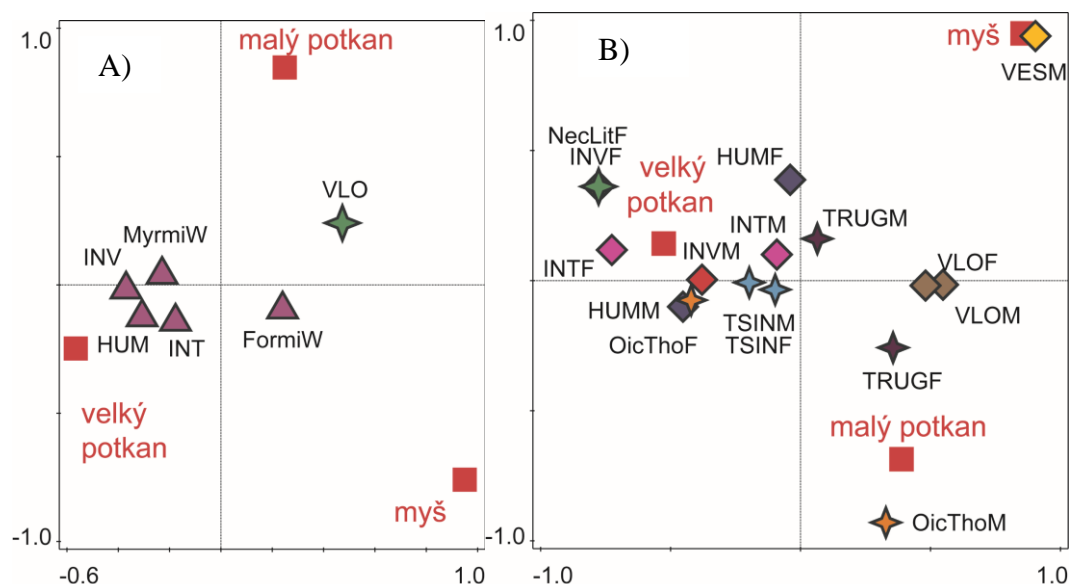 A)
1.0
malý potkan
VLO
MyrmiW
INV
HUM
INT
FormiW
velký
potkan
myš
-1.0
-0.6
1.0
B)
1.0
myš
VESM
NecLitF
INVF
velký
potkan
HUMF
TRUGM
INTM
INTF
INVM
VLOF
VLOM
HUMM
OicThoF
TSINM
TSINF
TRUGF
malý potkan
OicThoM
-1.0
-1.0
1.0